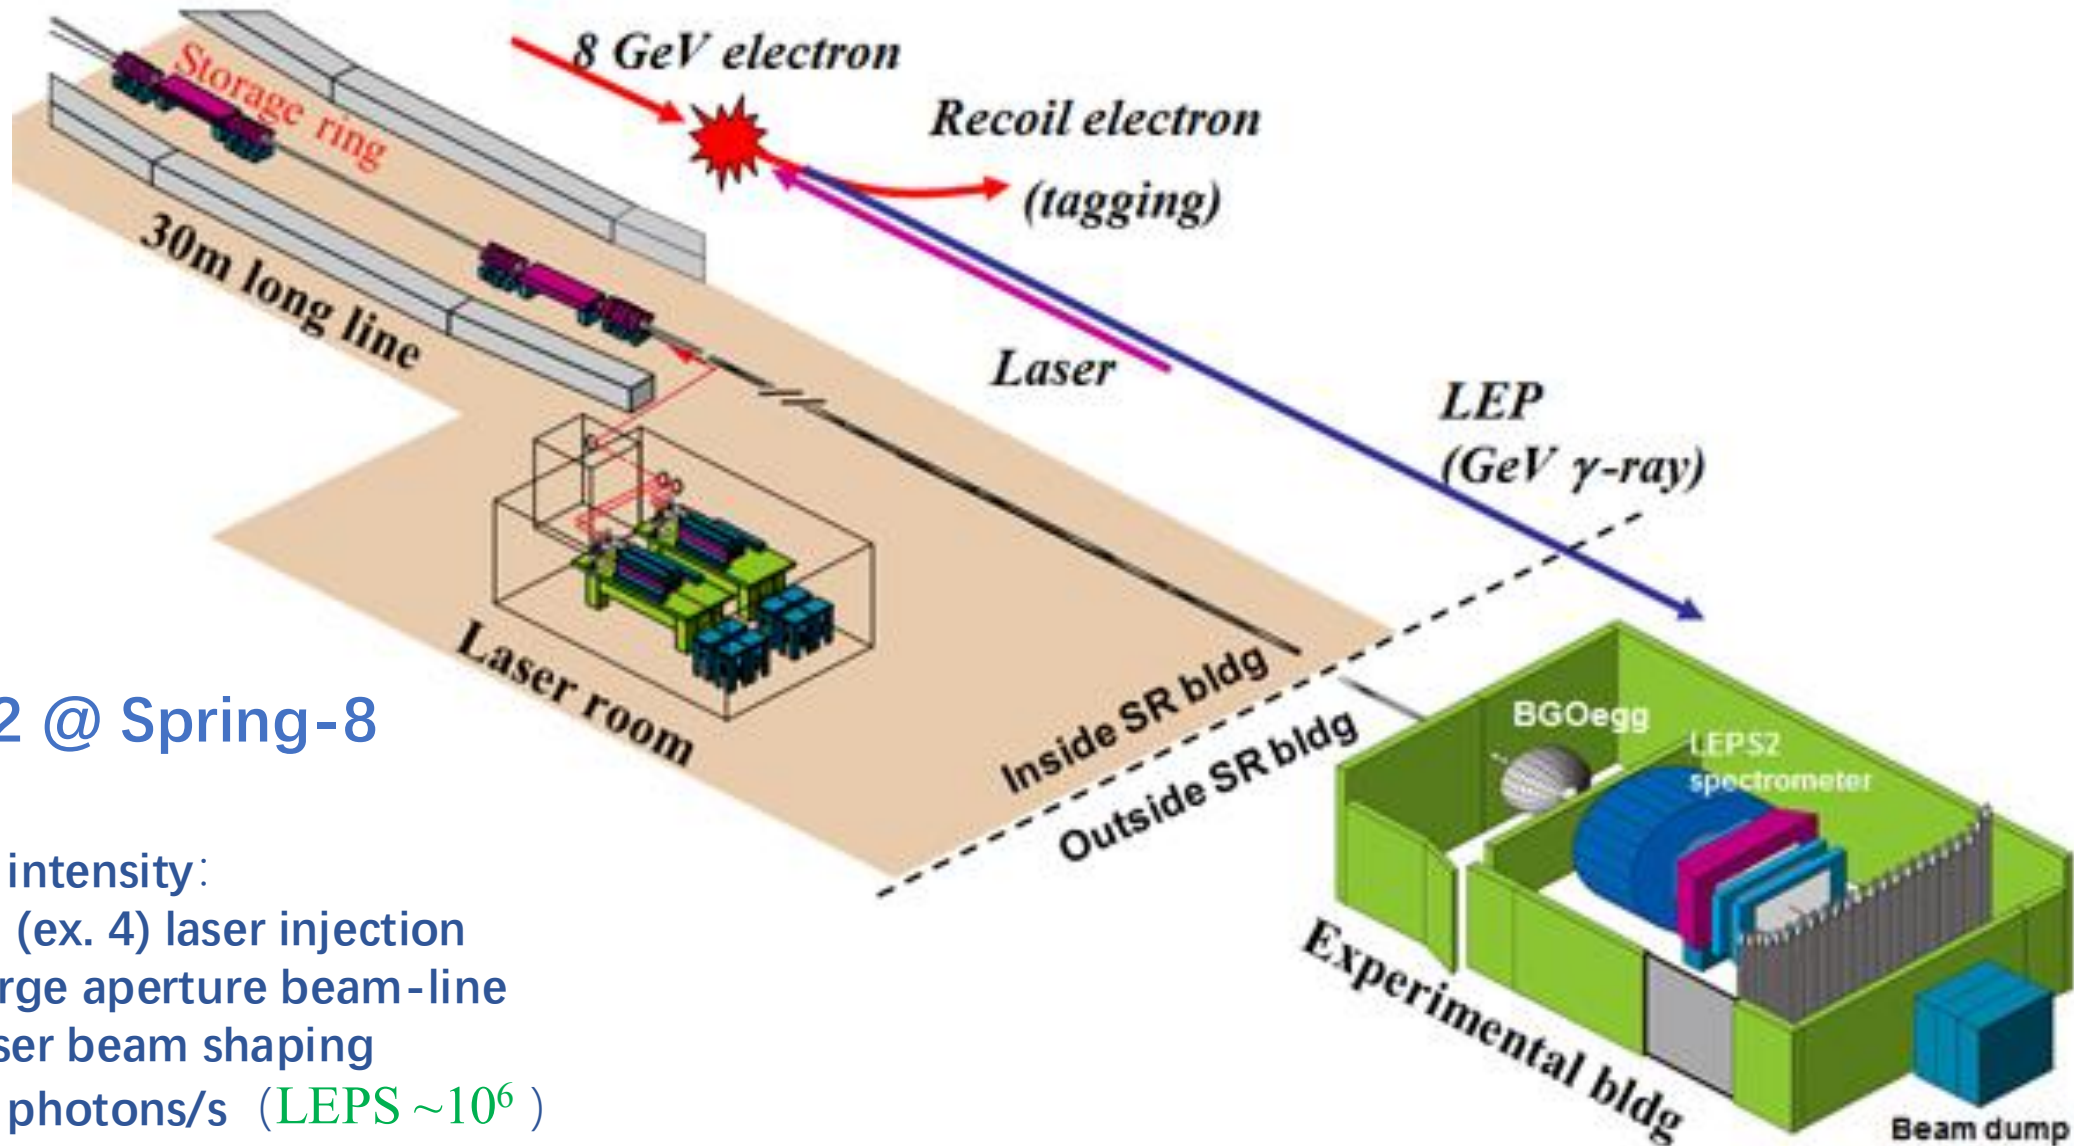 8 GeV electron
Storage ring
Recoil electron
(tagging)
30m long line
Laser
LEP
(GeV γ-ray)
Laser room
Inside SR bldg
Outside SR bldg
BGOegg
LEPS2
spectrometer
Experimental bldg
Beam dump
2 @ Spring-8
intensity：
(ex. 4) laser injection
rge aperture beam-line
ser beam shaping
photons/s（LEPS ~10⁶）